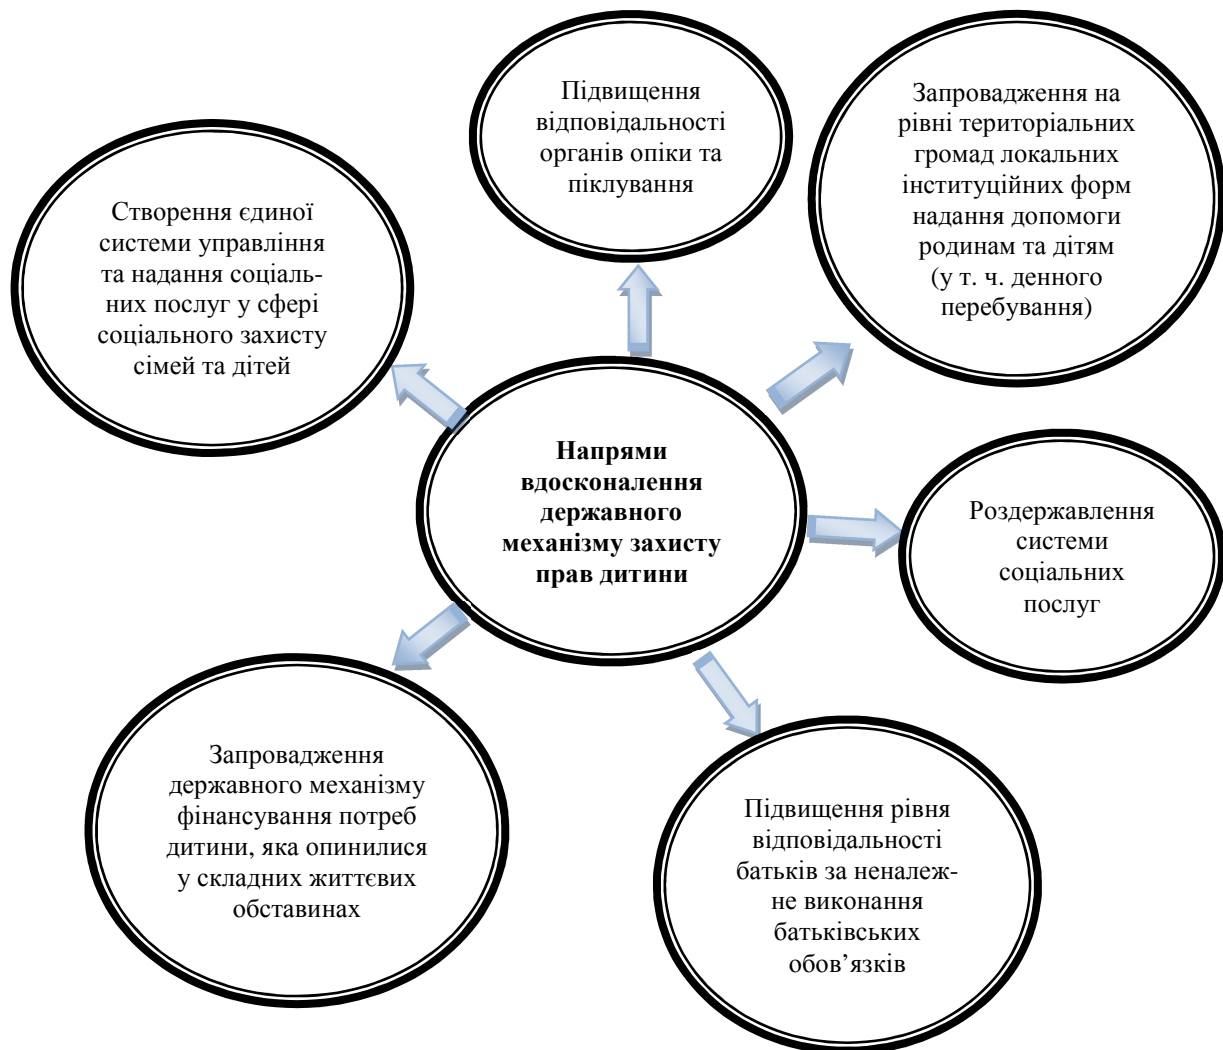 Підвищення
відповідальності
органів опіки та
піклування
Запровадження на
рівні територіальних
громад локальних
інституційних форм
надання допомоги
родинам та дітям
(у т. ч. денного
перебування)
Створення єдиної
системи управління
та надання соціаль-
них послуг у сфері
соціального захисту
сімей та дітей
Напрями
вдосконалення
державного
механізму захисту
прав дитини
Роздержавлення
системи
соціальних
послуг
Запровадження
державного механізму
фінансування потреб
дитини, яка опинилися
у складних життєвих
обставинах
Підвищення рівня
відповідальності
батьків за неналеж-
не виконання
батьківських
обов’язків